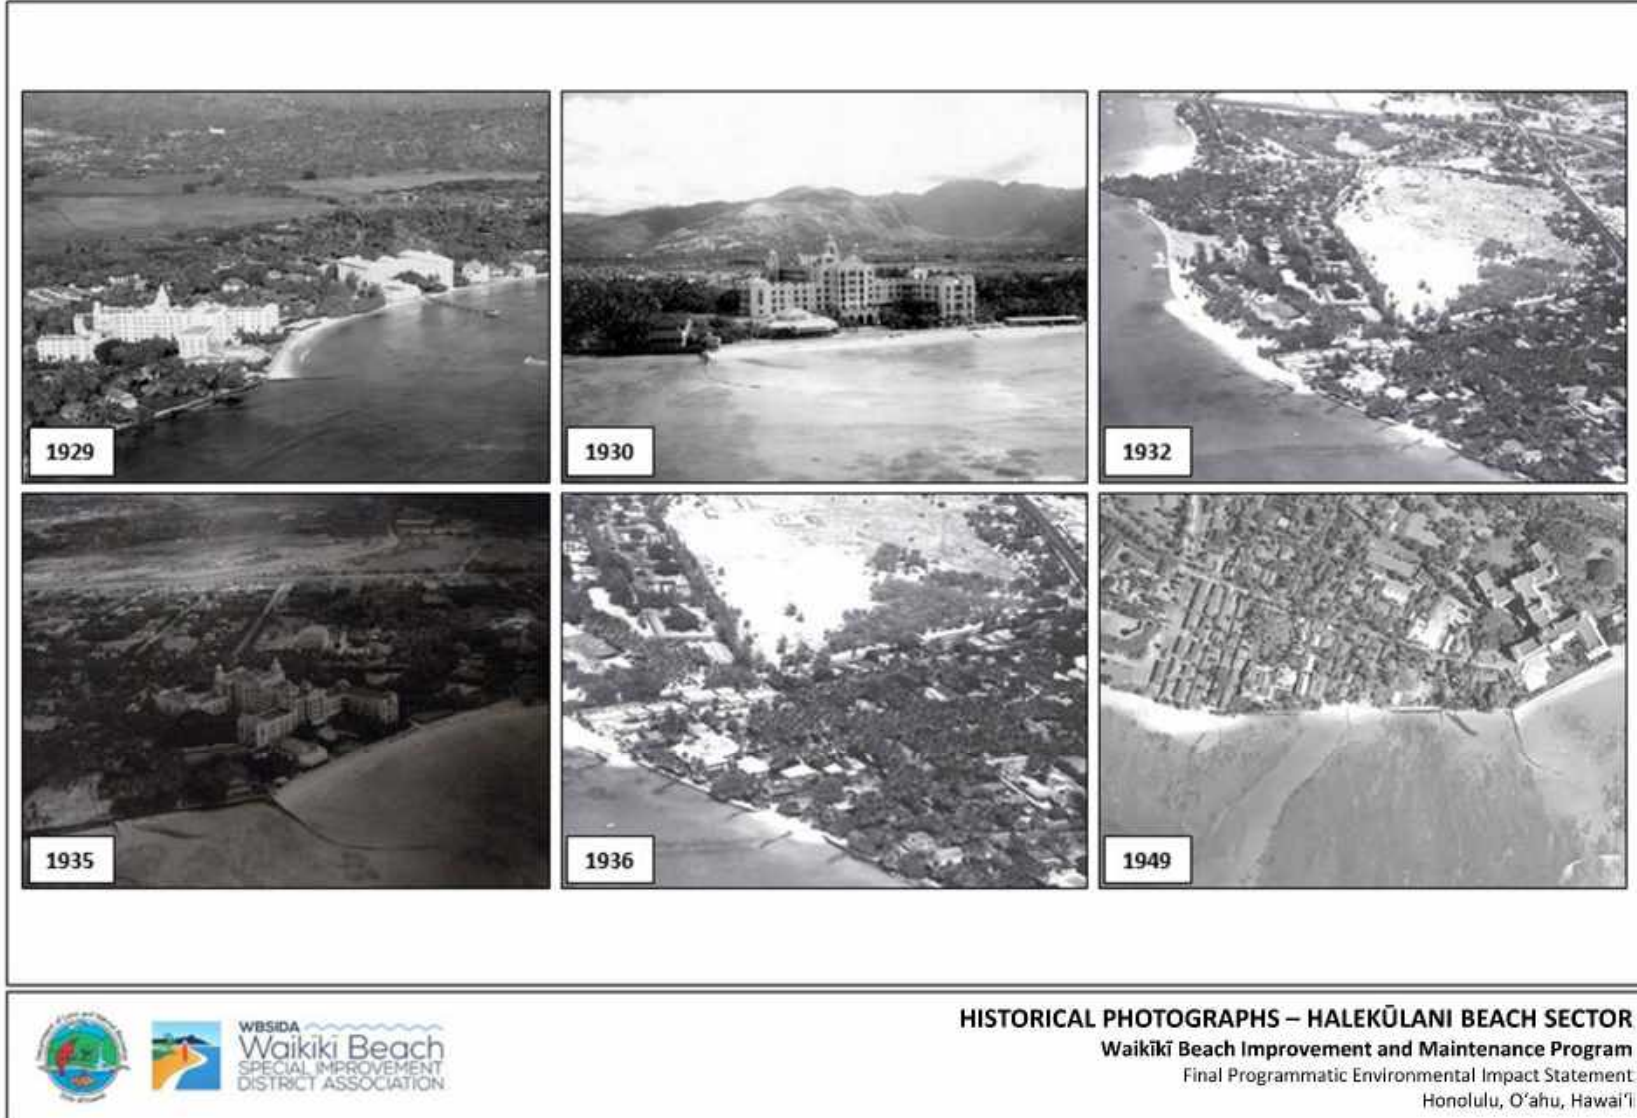 1929
1930
1932
1935
1936
1949
WBSIDA
Waikiki Beach
SPECIAL IMPROVEMENT
DISTRICT ASSOCIATION
HISTORICAL PHOTOGRAPHS – HALEKŪLANI BEACH SECTOR
Waikīkī Beach Improvement and Maintenance Program
Final Programmatic Environmental Impact Statement
Honolulu, Oʻahu, Hawaiʻi